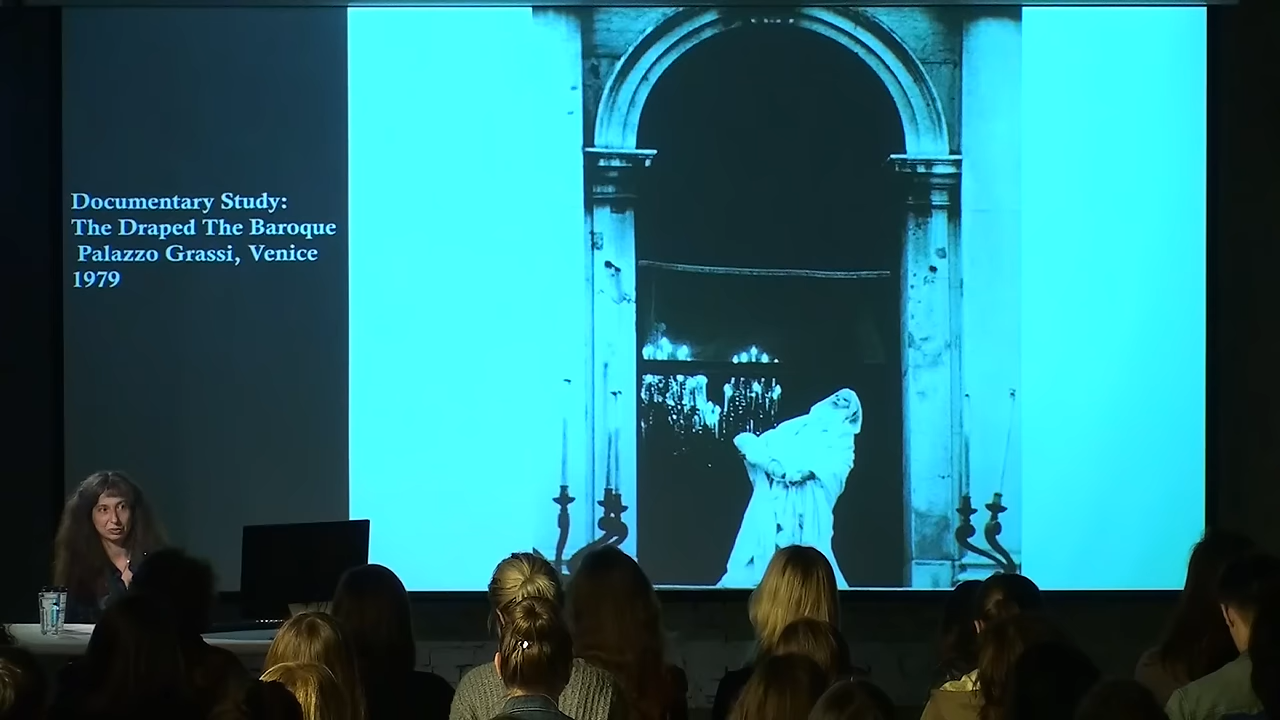 Documentary Study:
The Draped The Baroque
Palazzo Grassi, Venice
1979